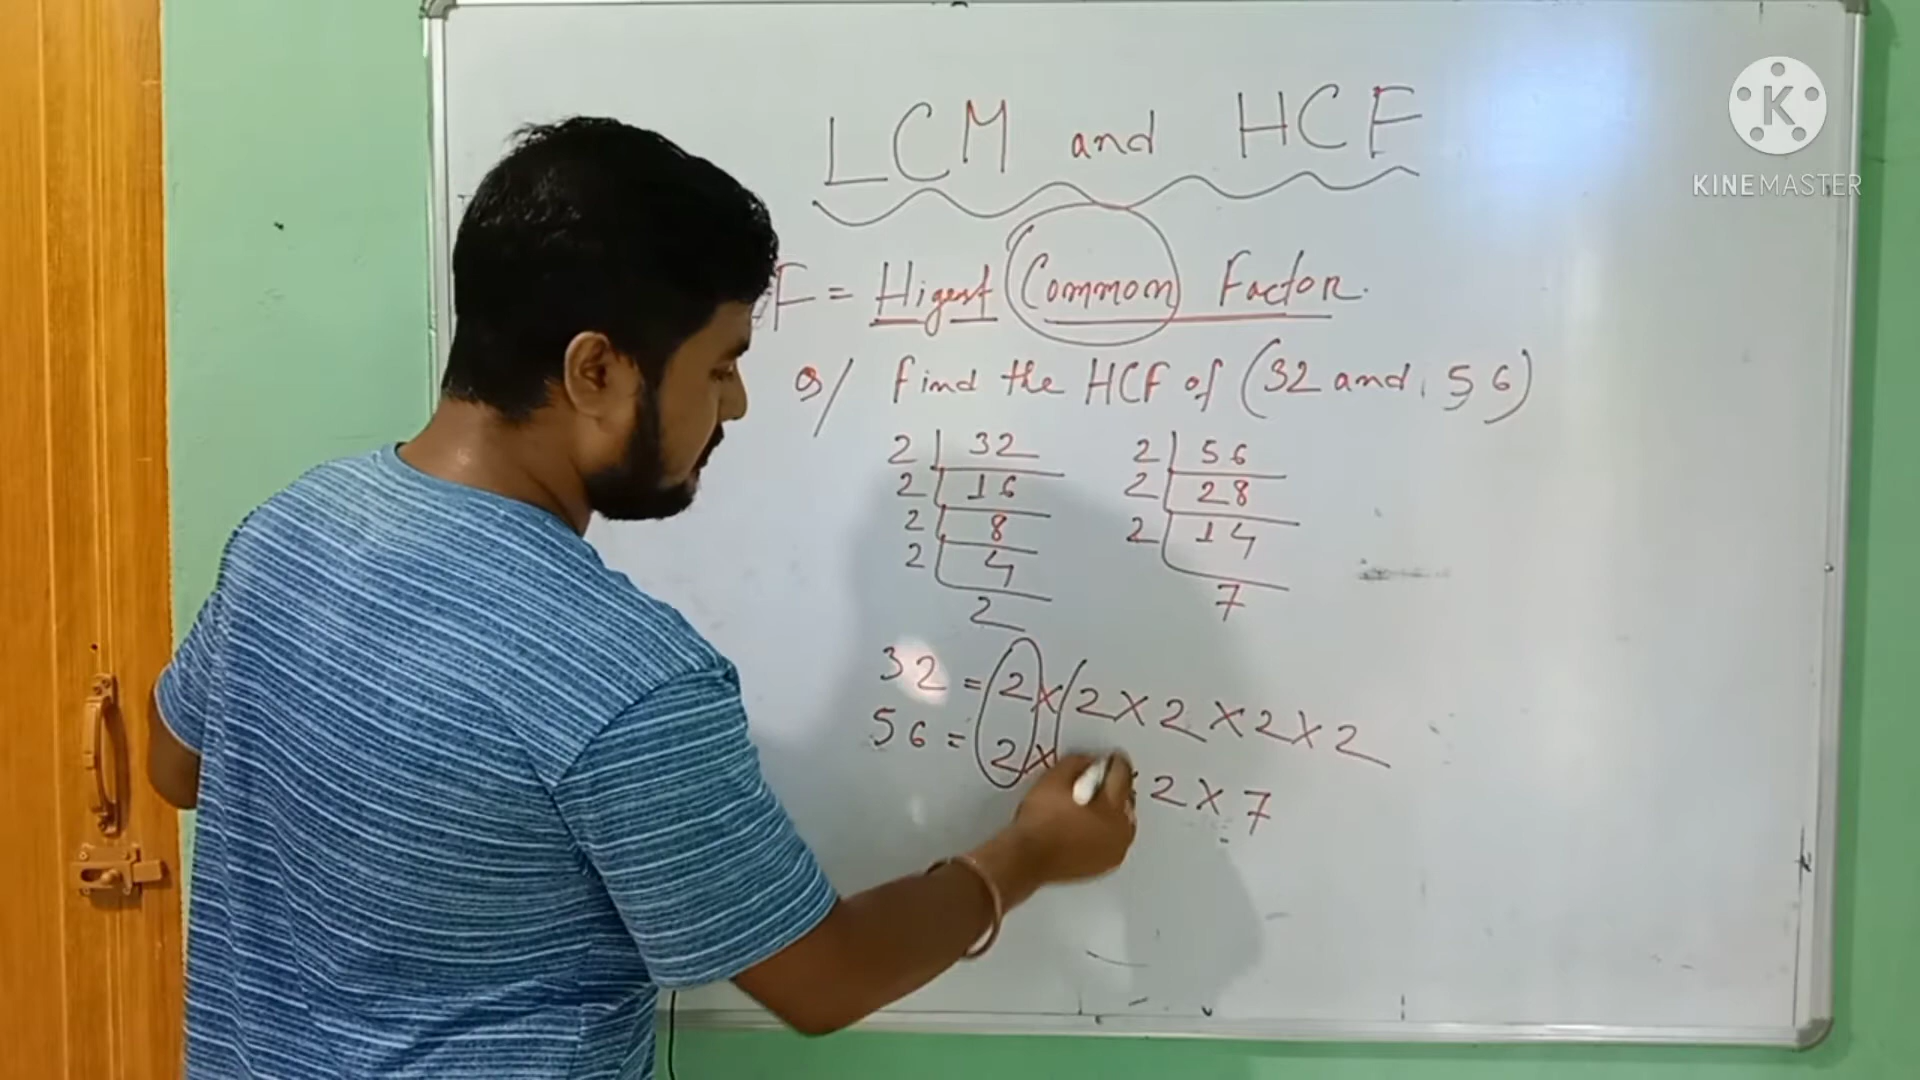 LCM and HCF
F = Higest Common Factor.
Q/ Find the HCF of (32 and, 56)
2 | 32 2 | 56
2 | 16 2 | 28
2 | 8 2 | 14
2 | 4 7
2
32 = 2 x 2 x 2 x 2 x 2
56 = 2 x 2 x 7
K
KINEMASTER